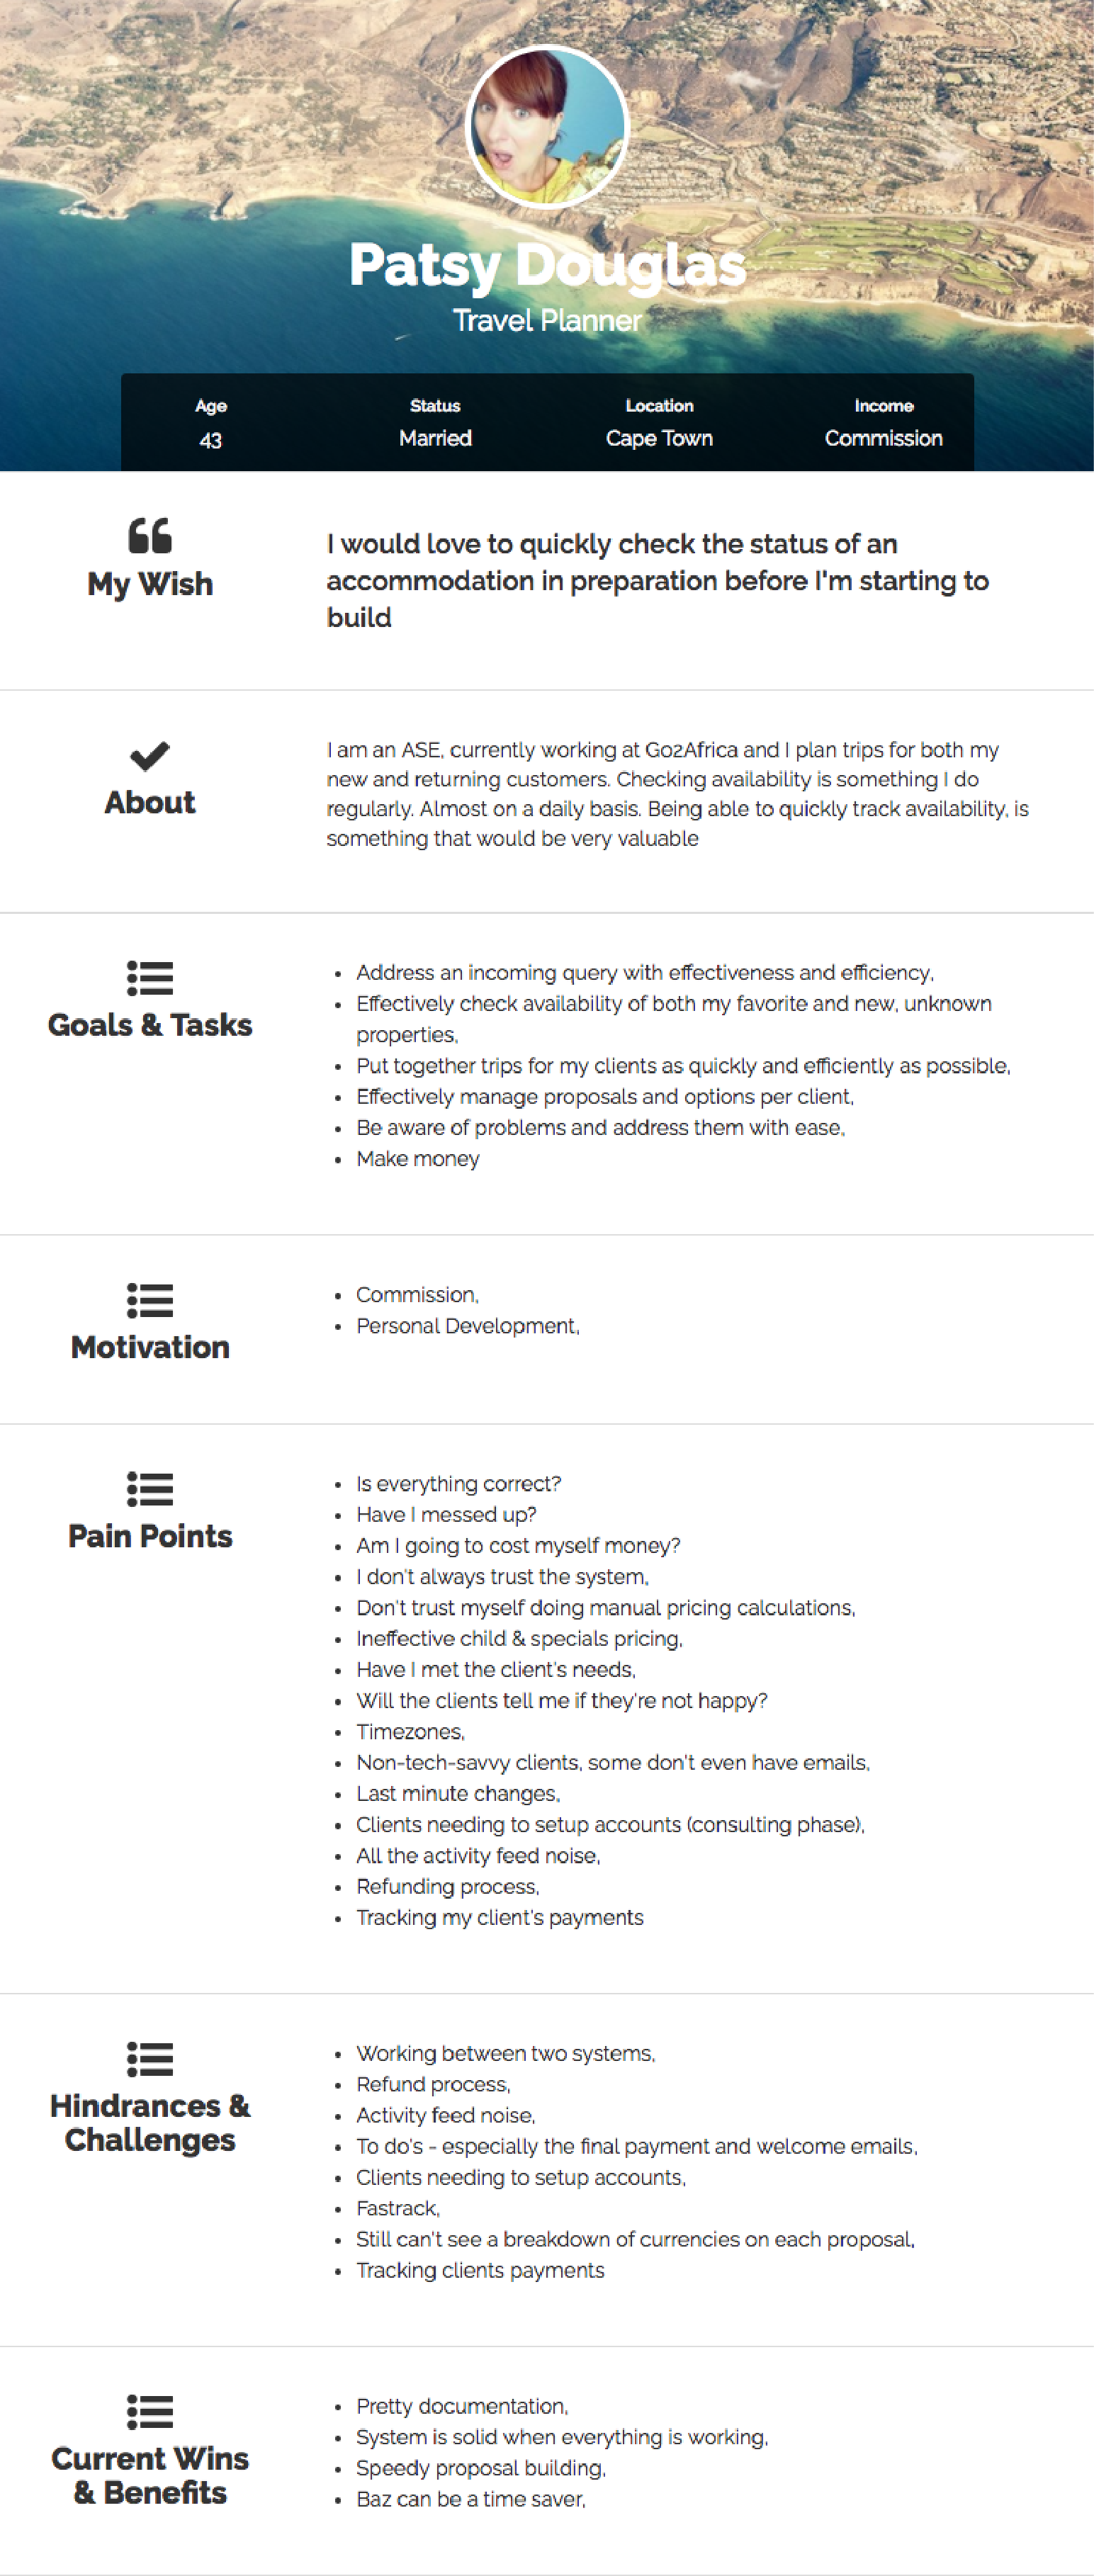 Patsy Douglas
Travel Planner
Age
43
Status
Married
Location
Cape Town
Income
Commission
My Wish
I would love to quickly check the status of an
accommodation in preparation before I'm starting to
build
About
I am an ASE, currently working at Go2Africa and I plan trips for both my
new and returning customers. Checking availability is something I do
regularly. Almost on a daily basis. Being able to quickly track availability, is
something that would be very valuable
Goals & Tasks
• Address an incoming query with effectiveness and efficiency,
• Effectively check availability of both my favorite and new, unknown
properties,
• Put together trips for my clients as quickly and efficiently as possible,
• Effectively manage proposals and options per client,
• Be aware of problems and address them with ease,
• Make money
Motivation
• Commission,
• Personal Development,
Pain Points
• Is everything correct?
• Have I messed up?
• Am I going to cost myself money?
• I don't always trust the system,
• Don't trust myself doing manual pricing calculations,
• Ineffective child & specials pricing,
• Have I met the client's needs,
• Will the clients tell me if they're not happy?
• Timezones,
• Non-tech-savvy clients, some don't even have emails,
• Last minute changes,
• Clients needing to setup accounts (consulting phase),
• All the activity feed noise,
• Refunding process,
• Tracking my client's payments
Hindrances &
Challenges
• Working between two systems,
• Refund process,
• Activity feed noise,
• To do's - especially the final payment and welcome emails,
• Clients needing to setup accounts,
• Fastrack,
• Still can't see a breakdown of currencies on each proposal,
• Tracking clients payments
Current Wins
& Benefits
• Pretty documentation,
• System is solid when everything is working,
• Speedy proposal building,
• Baz can be a time saver,